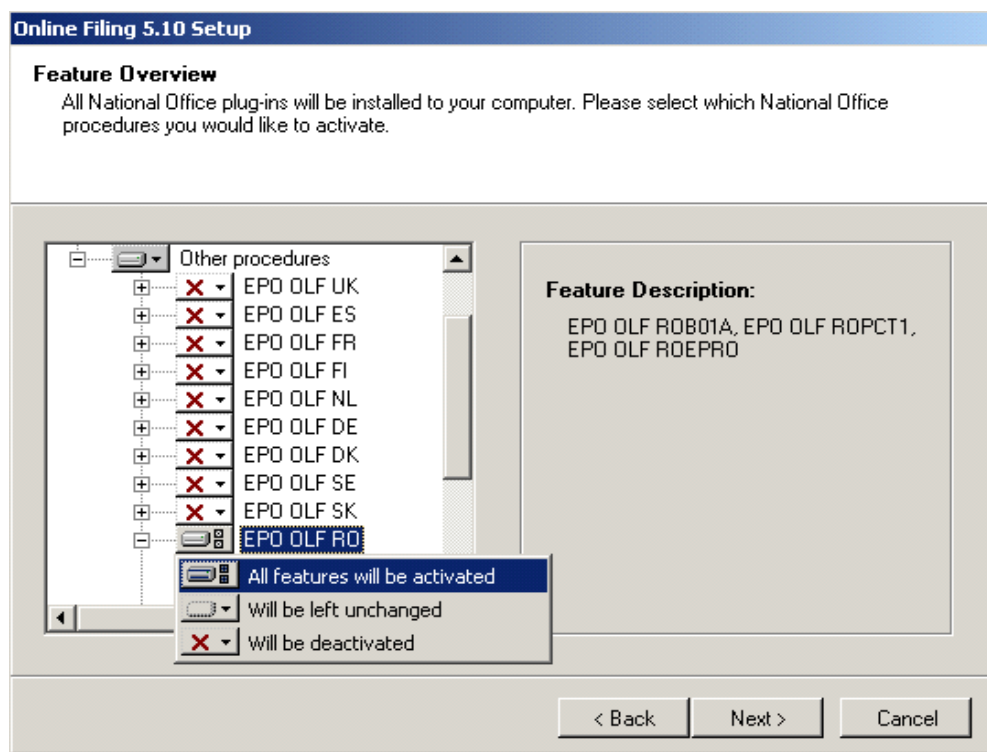 Online Filing 5.10 Setup
Feature Overview
All National Office plug-ins will be installed to your computer. Please select which National Office
procedures you would like to activate.
Other procedures
EPO OLF UK
EPO OLF ES
EPO OLF FR
EPO OLF FI
EPO OLF NL
EPO OLF DE
EPO OLF DK
EPO OLF SE
EPO OLF SK
EPO OLF RO
All features will be activated
Will be left unchanged
Will be deactivated
Feature Description:
EPO OLF ROB01A, EPO OLF ROPCT1,
EPO OLF ROEPRO
< Back
Next >
Cancel